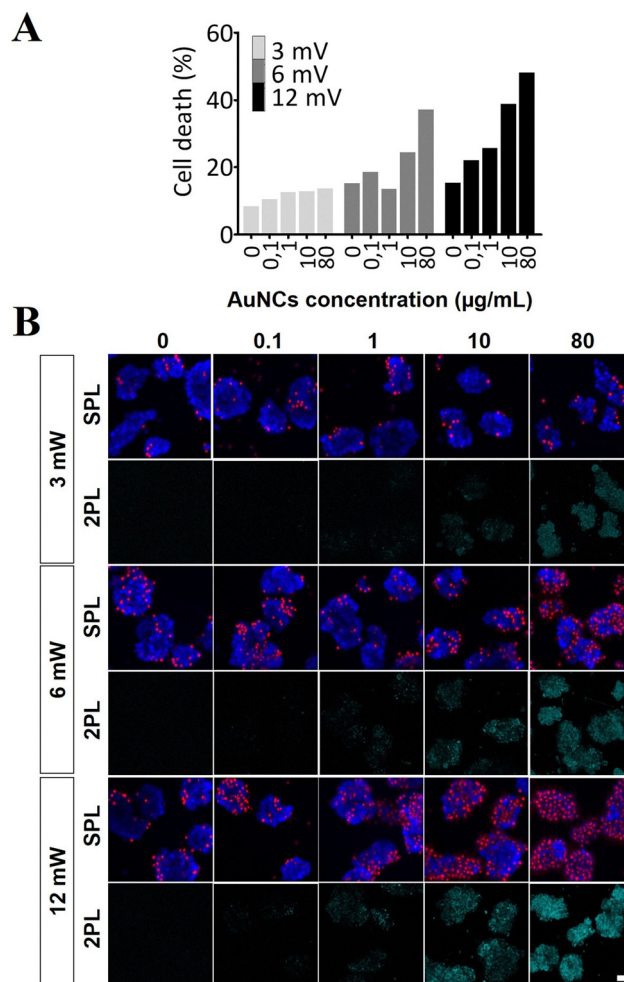 A
Cell death (%)
60
40
20
0
3 mV
6 mV
12 mV
0 0,1 1 10 80 0 0,1 1 10 80 0 0,1 1 10 80
AuNCs concentration (µg/mL)
B
0 0.1 1 10 80
3 mW
SPL
2PL
6 mW
SPL
2PL
12 mW
SPL
2PL